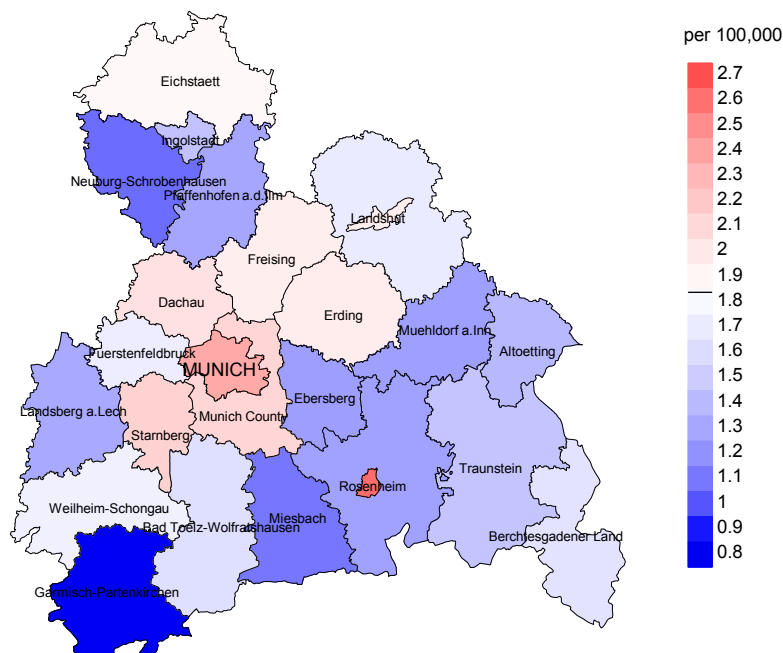 per 100,000
2.7
2.6
2.5
2.4
2.3
2.2
2.1
2
1.9
1.8
1.7
1.6
1.5
1.4
1.3
1.2
1.1
1
0.9
0.8
Eichstaett
Ingolstadt
Neuburg-Schrobenhausen
Pfaffenhofen a.d.Ilm
Landshut
Freising
Dachau
Erding
Muehldorf a.Inn
Altoetting
Fuerstenfeldbruck
MUNICH
Ebersberg
Landsberg a.Lech
Munich County
Starnberg
Traunstein
Rosenheim
Weilheim-Schongau
Miesbach
Bad Toelz-Wolfratshausen
Berchtesgadener Land
Garmisch-Partenkirchen